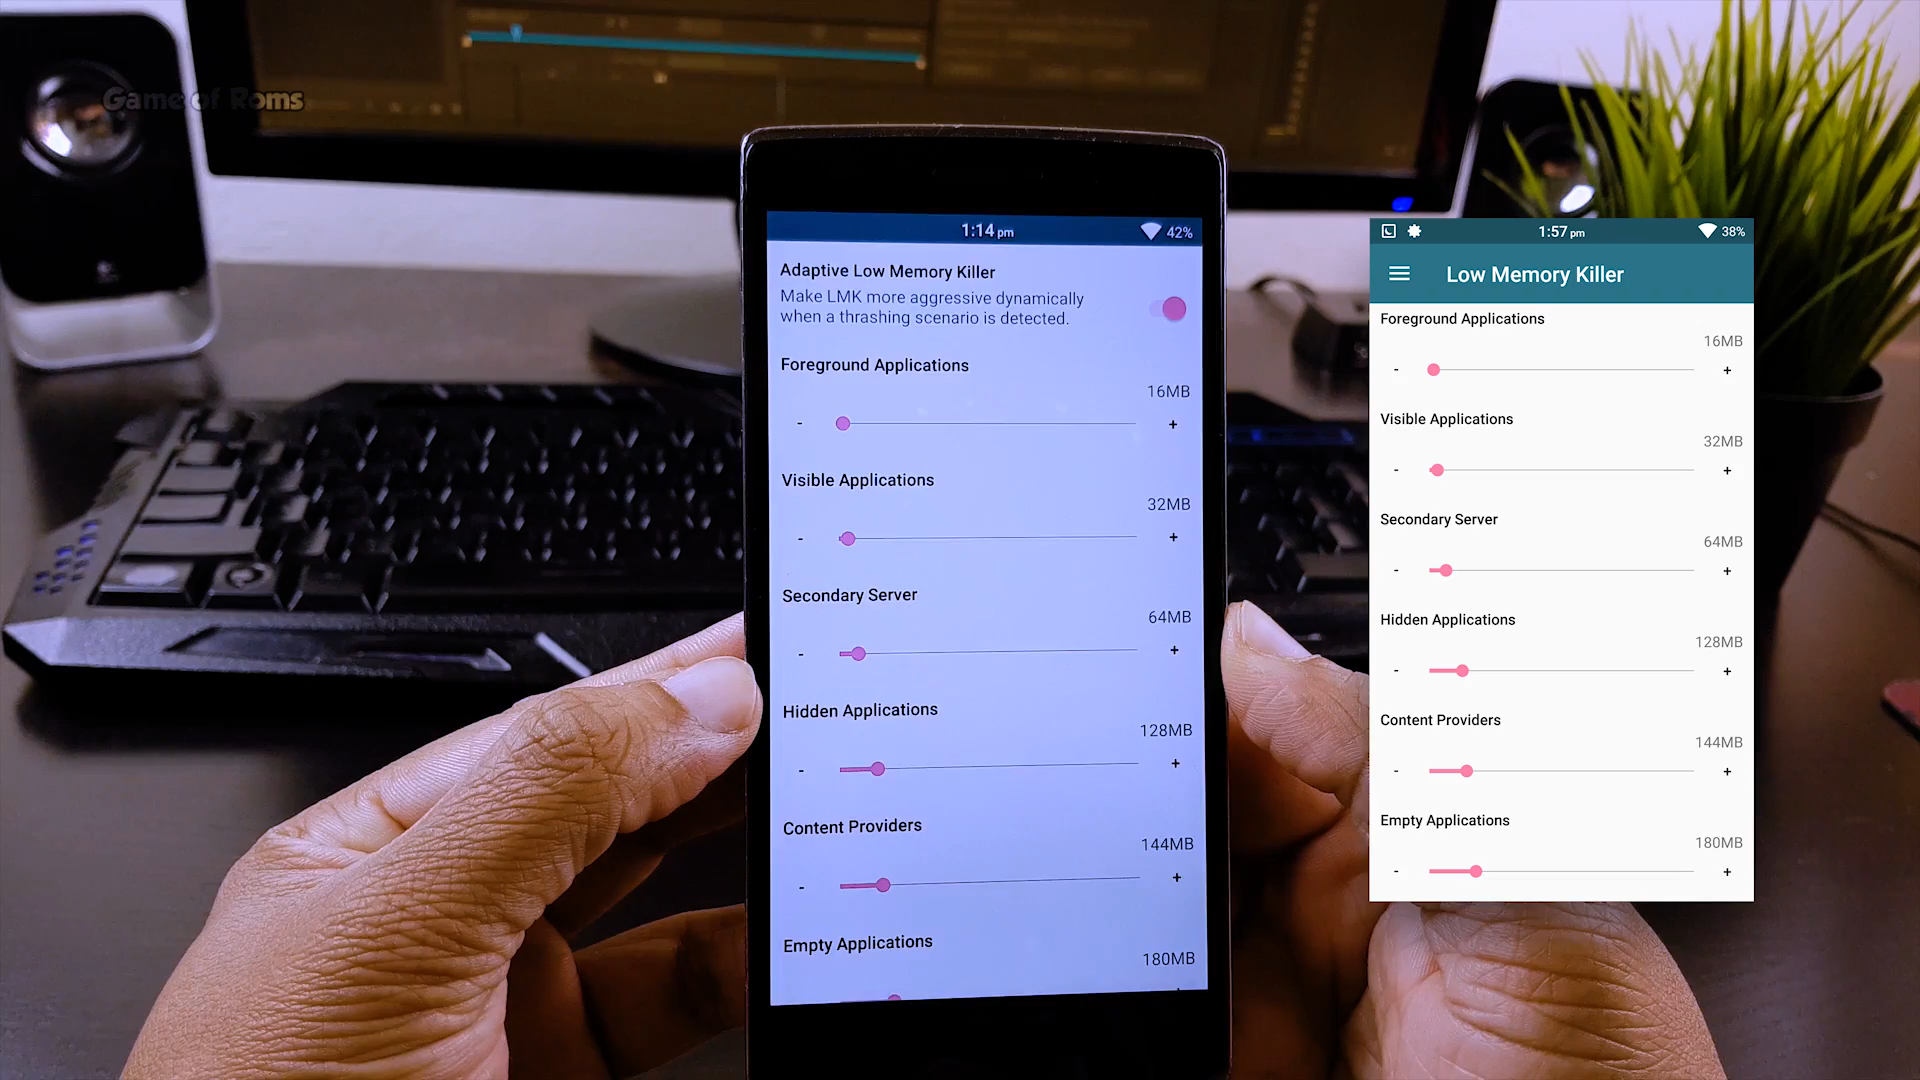 Game of Roms
1:14 pm
42%
Adaptive Low Memory Killer
Make LMK more aggressive dynamically
when a thrashing scenario is detected.
Foreground Applications
16MB
- +
Visible Applications
32MB
- +
Secondary Server
64MB
- +
Hidden Applications
128MB
- +
Content Providers
144MB
- +
Empty Applications
180MB
1:57 pm
38%
Low Memory Killer
Foreground Applications
16MB
- +
Visible Applications
32MB
- +
Secondary Server
64MB
- +
Hidden Applications
128MB
- +
Content Providers
144MB
- +
Empty Applications
180MB
- +